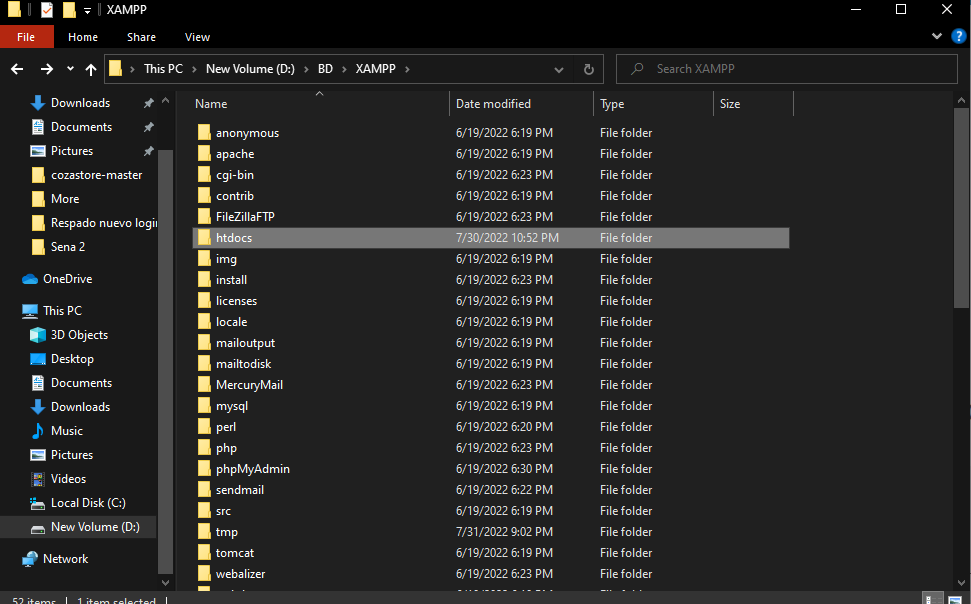 XAMPP
File Home Share View
This PC New Volume (D:) BD XAMPP Search XAMPP
Downloads
Documents
Pictures
cozastore-master
More
Respado nuevo login
Sena 2
OneDrive
This PC
3D Objects
Desktop
Documents
Downloads
Music
Pictures
Videos
Local Disk (C:)
New Volume (D:)
Network
Name Date modified Type Size
anonymous 6/19/2022 6:19 PM File folder
apache 6/19/2022 6:19 PM File folder
cgi-bin 6/19/2022 6:23 PM File folder
contrib 6/19/2022 6:19 PM File folder
FileZillaFTP 6/19/2022 6:23 PM File folder
htdocs 7/30/2022 10:52 PM File folder
img 6/19/2022 6:19 PM File folder
install 6/19/2022 6:23 PM File folder
licenses 6/19/2022 6:19 PM File folder
locale 6/19/2022 6:19 PM File folder
mailoutput 6/19/2022 6:19 PM File folder
mailtodisk 6/19/2022 6:19 PM File folder
MercuryMail 6/19/2022 6:23 PM File folder
mysql 6/19/2022 6:19 PM File folder
perl 6/19/2022 6:20 PM File folder
php 6/19/2022 6:23 PM File folder
phpMyAdmin 6/19/2022 6:30 PM File folder
sendmail 6/19/2022 6:22 PM File folder
src 6/19/2022 6:19 PM File folder
tmp 7/31/2022 9:02 PM File folder
tomcat 6/19/2022 6:19 PM File folder
webalizer 6/19/2022 6:23 PM File folder
52 items 1 item selected